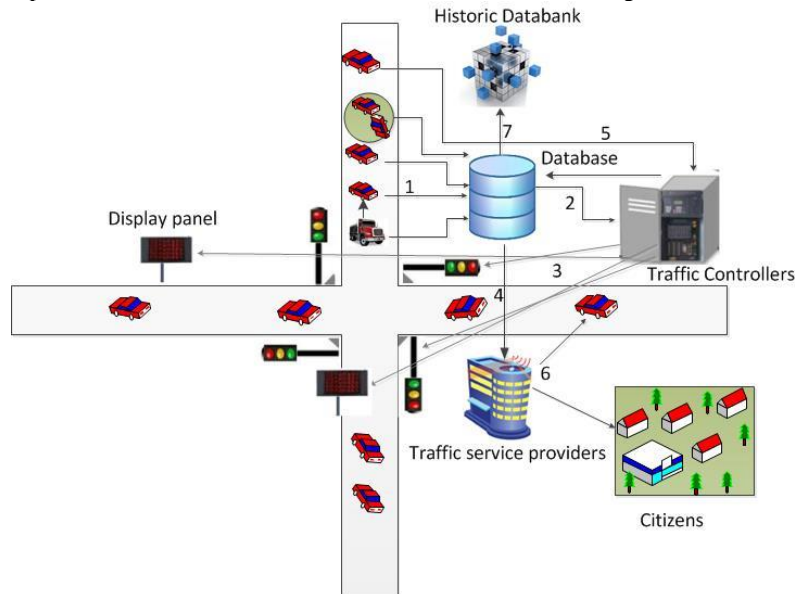 Historic Databank
7
5
Database
1
2
Display panel
3
Traffic Controllers
4
6
Traffic service providers
Citizens